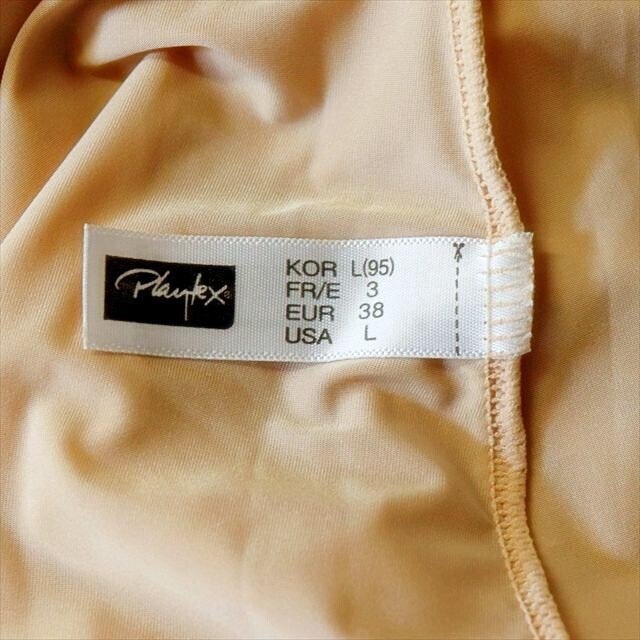 Playtex
KOR L(95)
FR/E 3
EUR 38
USA L